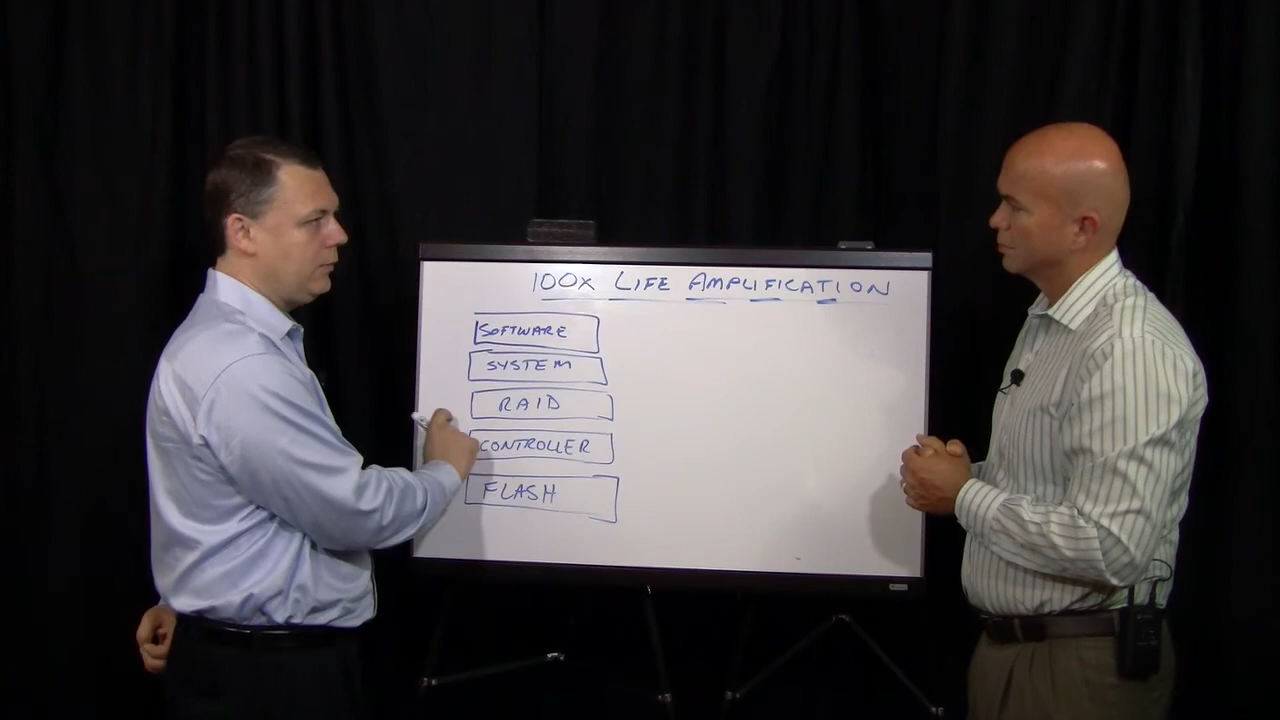 100x LIFE AMPLIFICATION
SOFTWARE
SYSTEM
RAID
CONTROLLER
FLASH